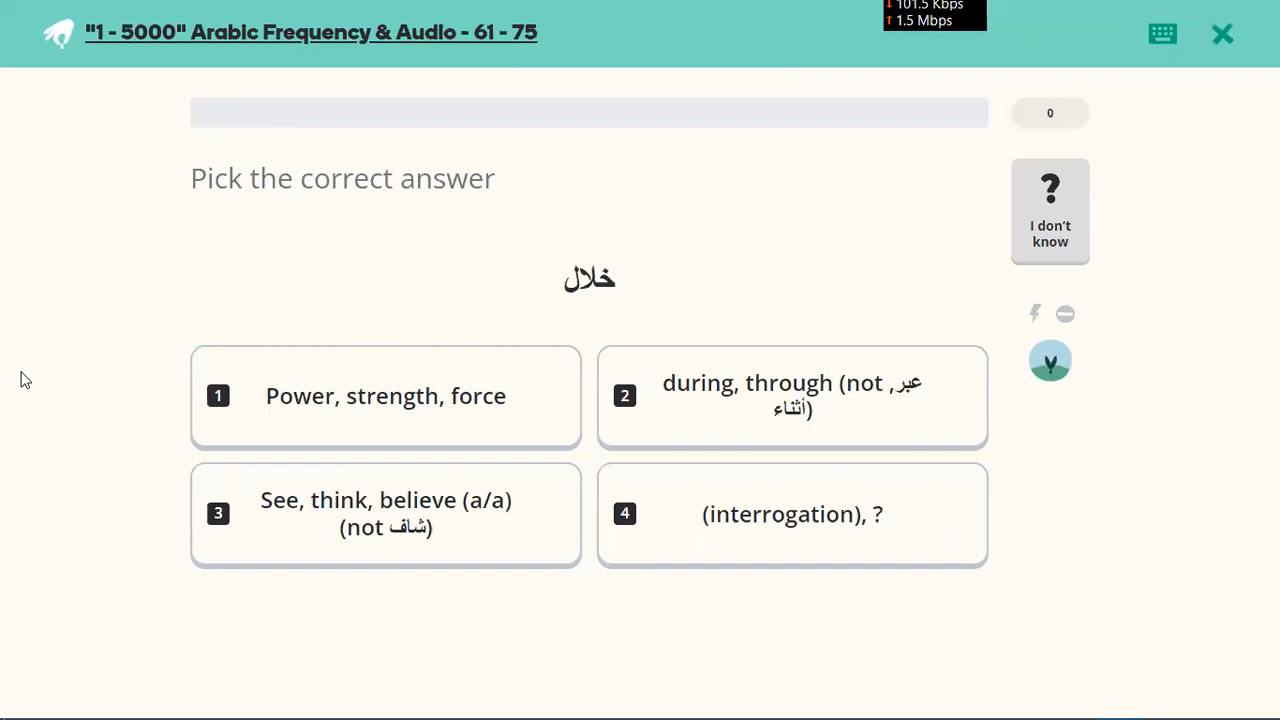 ↓ 101.5 Kbps
↑ 1.5 Mbps
"1 - 5000" Arabic Frequency & Audio - 61 - 75
0
Pick the correct answer
?
I don't
know
خلال
1 Power, strength, force
2 during, through (not عبر,
أثناء)
3 See, think, believe (a/a)
(not شاف)
4 (interrogation), ?